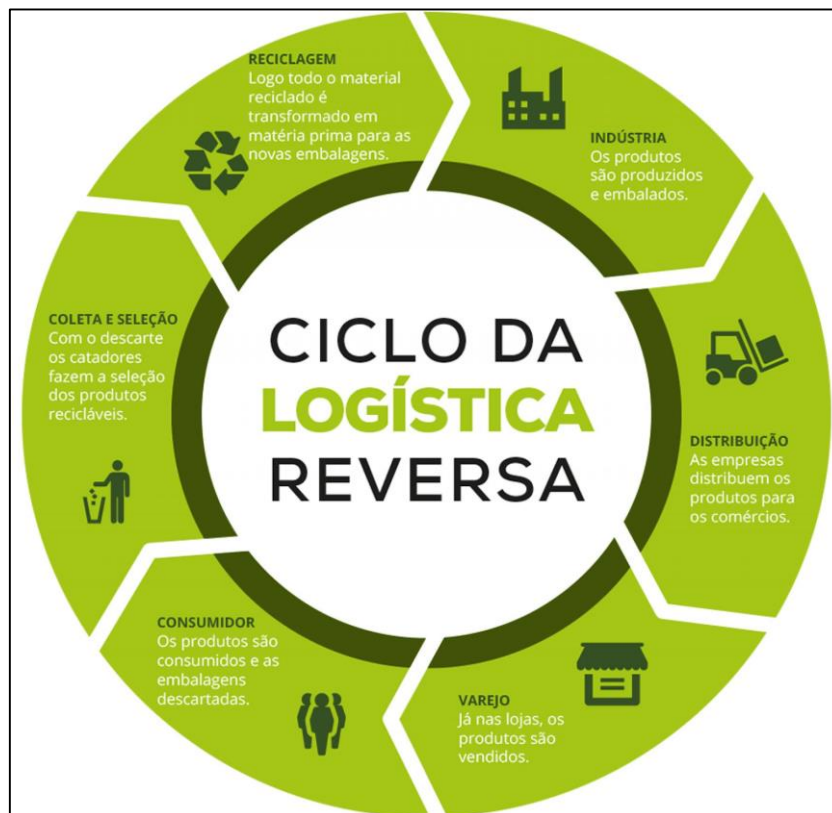 CICLO DA
LOGÍSTICA
REVERSA
INDÚSTRIA
Os produtos
são produzidos
e embalados.
DISTRIBUIÇÃO
As empresas
distribuem os
produtos para
os comércios.
VAREJO
Já nas lojas, os
produtos são
vendidos.
CONSUMIDOR
Os produtos são
consumidos e as
embalagens
descartadas.
COLETA E SELEÇÃO
Com o descarte
os catadores
fazem a seleção
dos produtos
recicláveis.
RECICLAGEM
Logo todo o material
reciclado é
transformado em
matéria prima para as
novas embalagens.